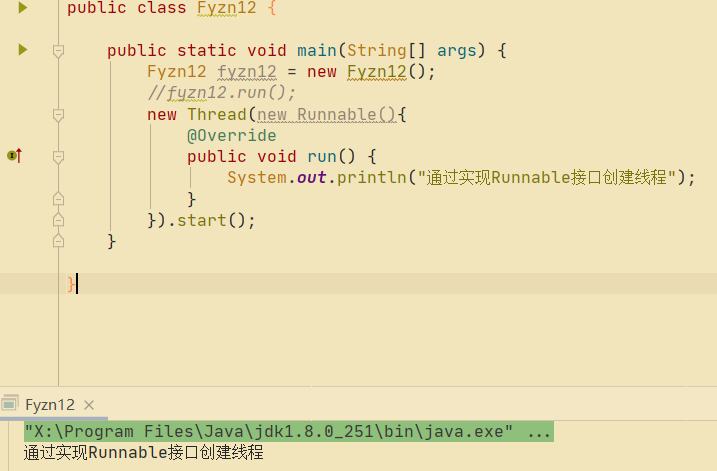 public class Fyzn12 {
public static void main(String[] args) {
Fyzn12 fyzn12 = new Fyzn12();
//fyzn12.run();
new Thread(new Runnable(){
@Override
public void run() {
System.out.println("通过实现Runnable接口创建线程");
}
}).start();
}
}
Fyzn12 ×
"X:\Program Files\Java\jdk1.8.0_251\bin\java.exe" ...
通过实现Runnable接口创建线程